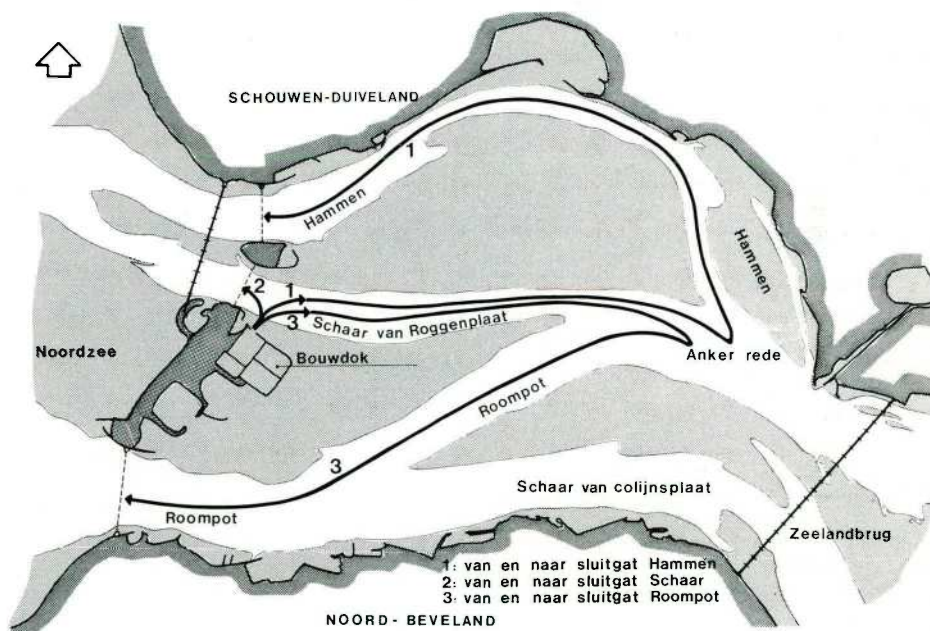 SCHOUWEN-DUIVELAND
1
Hammen
Hammen
2
1
3
Schaar van Roggenplaat
Noordzee
Bouwdok
Anker rede
Roompot
3
Roompot
Schaar van colijnsplaat
Zeelandbrug
1: van en naar sluitgat Hammen
2: van en naar sluitgat Schaar
3: van en naar sluitgat Roompot
NOORD - BEVELAND